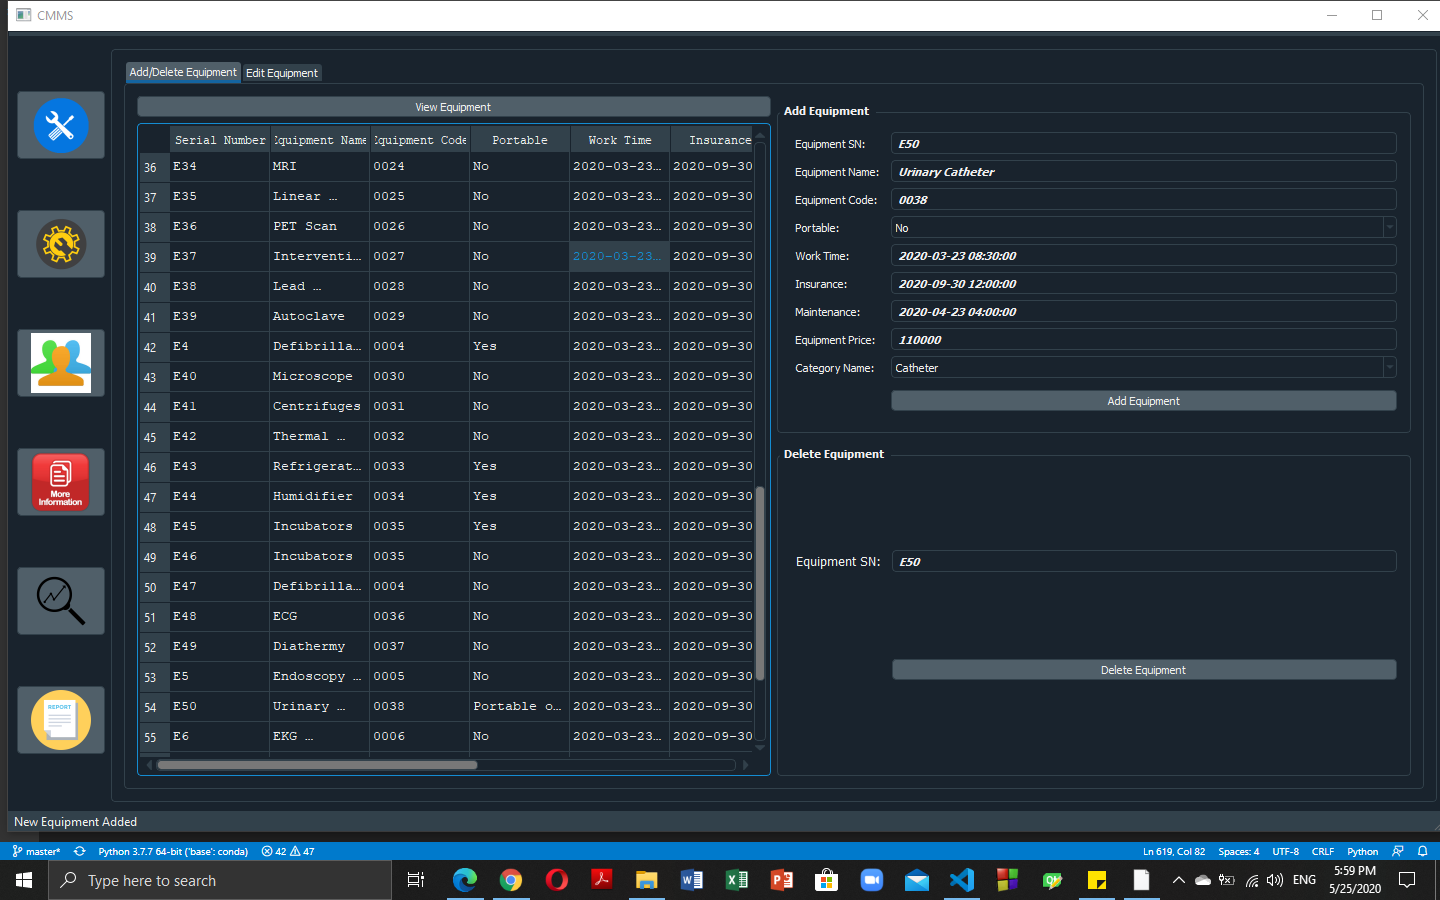 CMMS
Add/Delete Equipment Edit Equipment
View Equipment
Serial Number Equipment Name Equipment Code Portable Work Time Insurance
36 E34 MRI 0024 No 2020-03-23... 2020-09-30
37 E35 Linear ... 0025 No 2020-03-23... 2020-09-30
38 E36 PET Scan 0026 No 2020-03-23... 2020-09-30
39 E37 Interventi... 0027 No 2020-03-23... 2020-09-30
40 E38 Lead ... 0028 No 2020-03-23... 2020-09-30
41 E39 Autoclave 0029 No 2020-03-23... 2020-09-30
42 E4 Defibrilla... 0004 Yes 2020-03-23... 2020-09-30
43 E40 Microscope 0030 No 2020-03-23... 2020-09-30
44 E41 Centrifuges 0031 No 2020-03-23... 2020-09-30
45 E42 Thermal ... 0032 No 2020-03-23... 2020-09-30
46 E43 Refrigerat... 0033 Yes 2020-03-23... 2020-09-30
47 E44 Humidifier 0034 Yes 2020-03-23... 2020-09-30
48 E45 Incubators 0035 Yes 2020-03-23... 2020-09-30
49 E46 Incubators 0035 No 2020-03-23... 2020-09-30
50 E47 Defibrilla... 0004 No 2020-03-23... 2020-09-30
51 E48 ECG 0036 No 2020-03-23... 2020-09-30
52 E49 Diathermy 0037 No 2020-03-23... 2020-09-30
53 E5 Endoscopy ... 0005 No 2020-03-23... 2020-09-30
54 E50 Urinary ... 0038 Portable o... 2020-03-23... 2020-09-30
55 E6 EKG ... 0006 No 2020-03-23... 2020-09-30
Add Equipment
Equipment SN: E50
Equipment Name: Urinary Catheter
Equipment Code: 0038
Portable: No
Work Time: 2020-03-23 08:30:00
Insurance: 2020-09-30 12:00:00
Maintenance: 2020-04-23 04:00:00
Equipment Price: 110000
Category Name: Catheter
Add Equipment
Delete Equipment
Equipment SN: E50
Delete Equipment
More
Information
REPORT
New Equipment Added
master* Python 3.7.7 64-bit ('base': conda) 42 47 Ln 619, Col 82 Spaces: 4 UTF-8 CRLF Python
Type here to search ENG 5:59 PM
5/25/2020